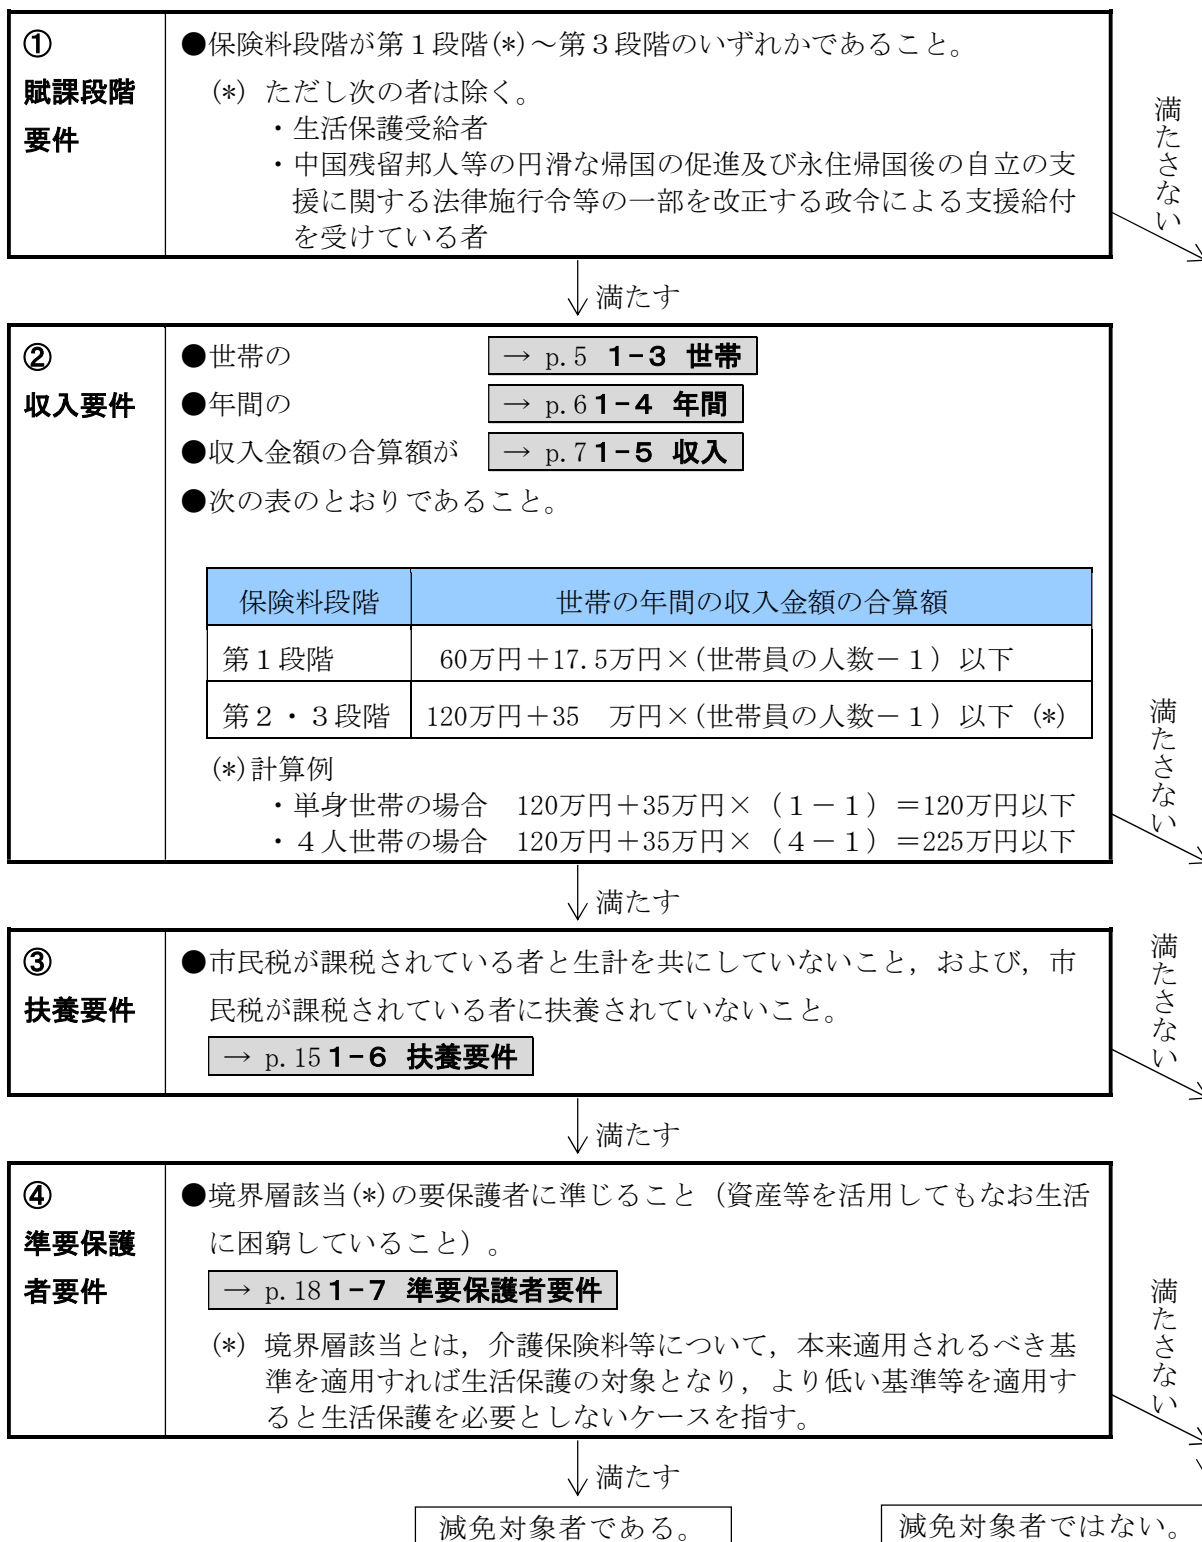 ①
賦課段階
要件
●保険料段階が第１段階(*)～第３段階のいずれかであること。
(*) ただし次の者は除く。
・生活保護受給者
・中国残留邦人等の円滑な帰国の促進及び永住帰国後の自立の支
援に関する法律施行令等の一部を改正する政令による支援給付
を受けている者
満たさない
満たす
②
収入要件
●世帯の → p.5 1-3 世帯
●年間の → p.6 1-4 年間
●収入金額の合算額が → p.7 1-5 収入
●次の表のとおりであること。
保険料段階 世帯の年間の収入金額の合算額
第１段階 60万円＋17.5万円×(世帯員の人数－１) 以下
第２・３段階 120万円＋35　万円×(世帯員の人数－１) 以下 (*)
(*)計算例
・単身世帯の場合　120万円＋35万円×（１－１）＝120万円以下
・４人世帯の場合　120万円＋35万円×（４－１）＝225万円以下
満たさない
満たす
③
扶養要件
●市民税が課税されている者と生計を共にしていないこと，および，市
民税が課税されている者に扶養されていないこと。
→ p.15 1-6 扶養要件
満たさない
満たす
④
準要保護
者要件
●境界層該当(*)の要保護者に準じること（資産等を活用してもなお生活
に困窮していること）。
→ p.18 1-7 準要保護者要件
(*) 境界層該当とは，介護保険料等について，本来適用されるべき基
準を適用すれば生活保護の対象となり，より低い基準等を適用す
ると生活保護を必要としないケースを指す。
満たさない
満たす
減免対象者である。
減免対象者ではない。